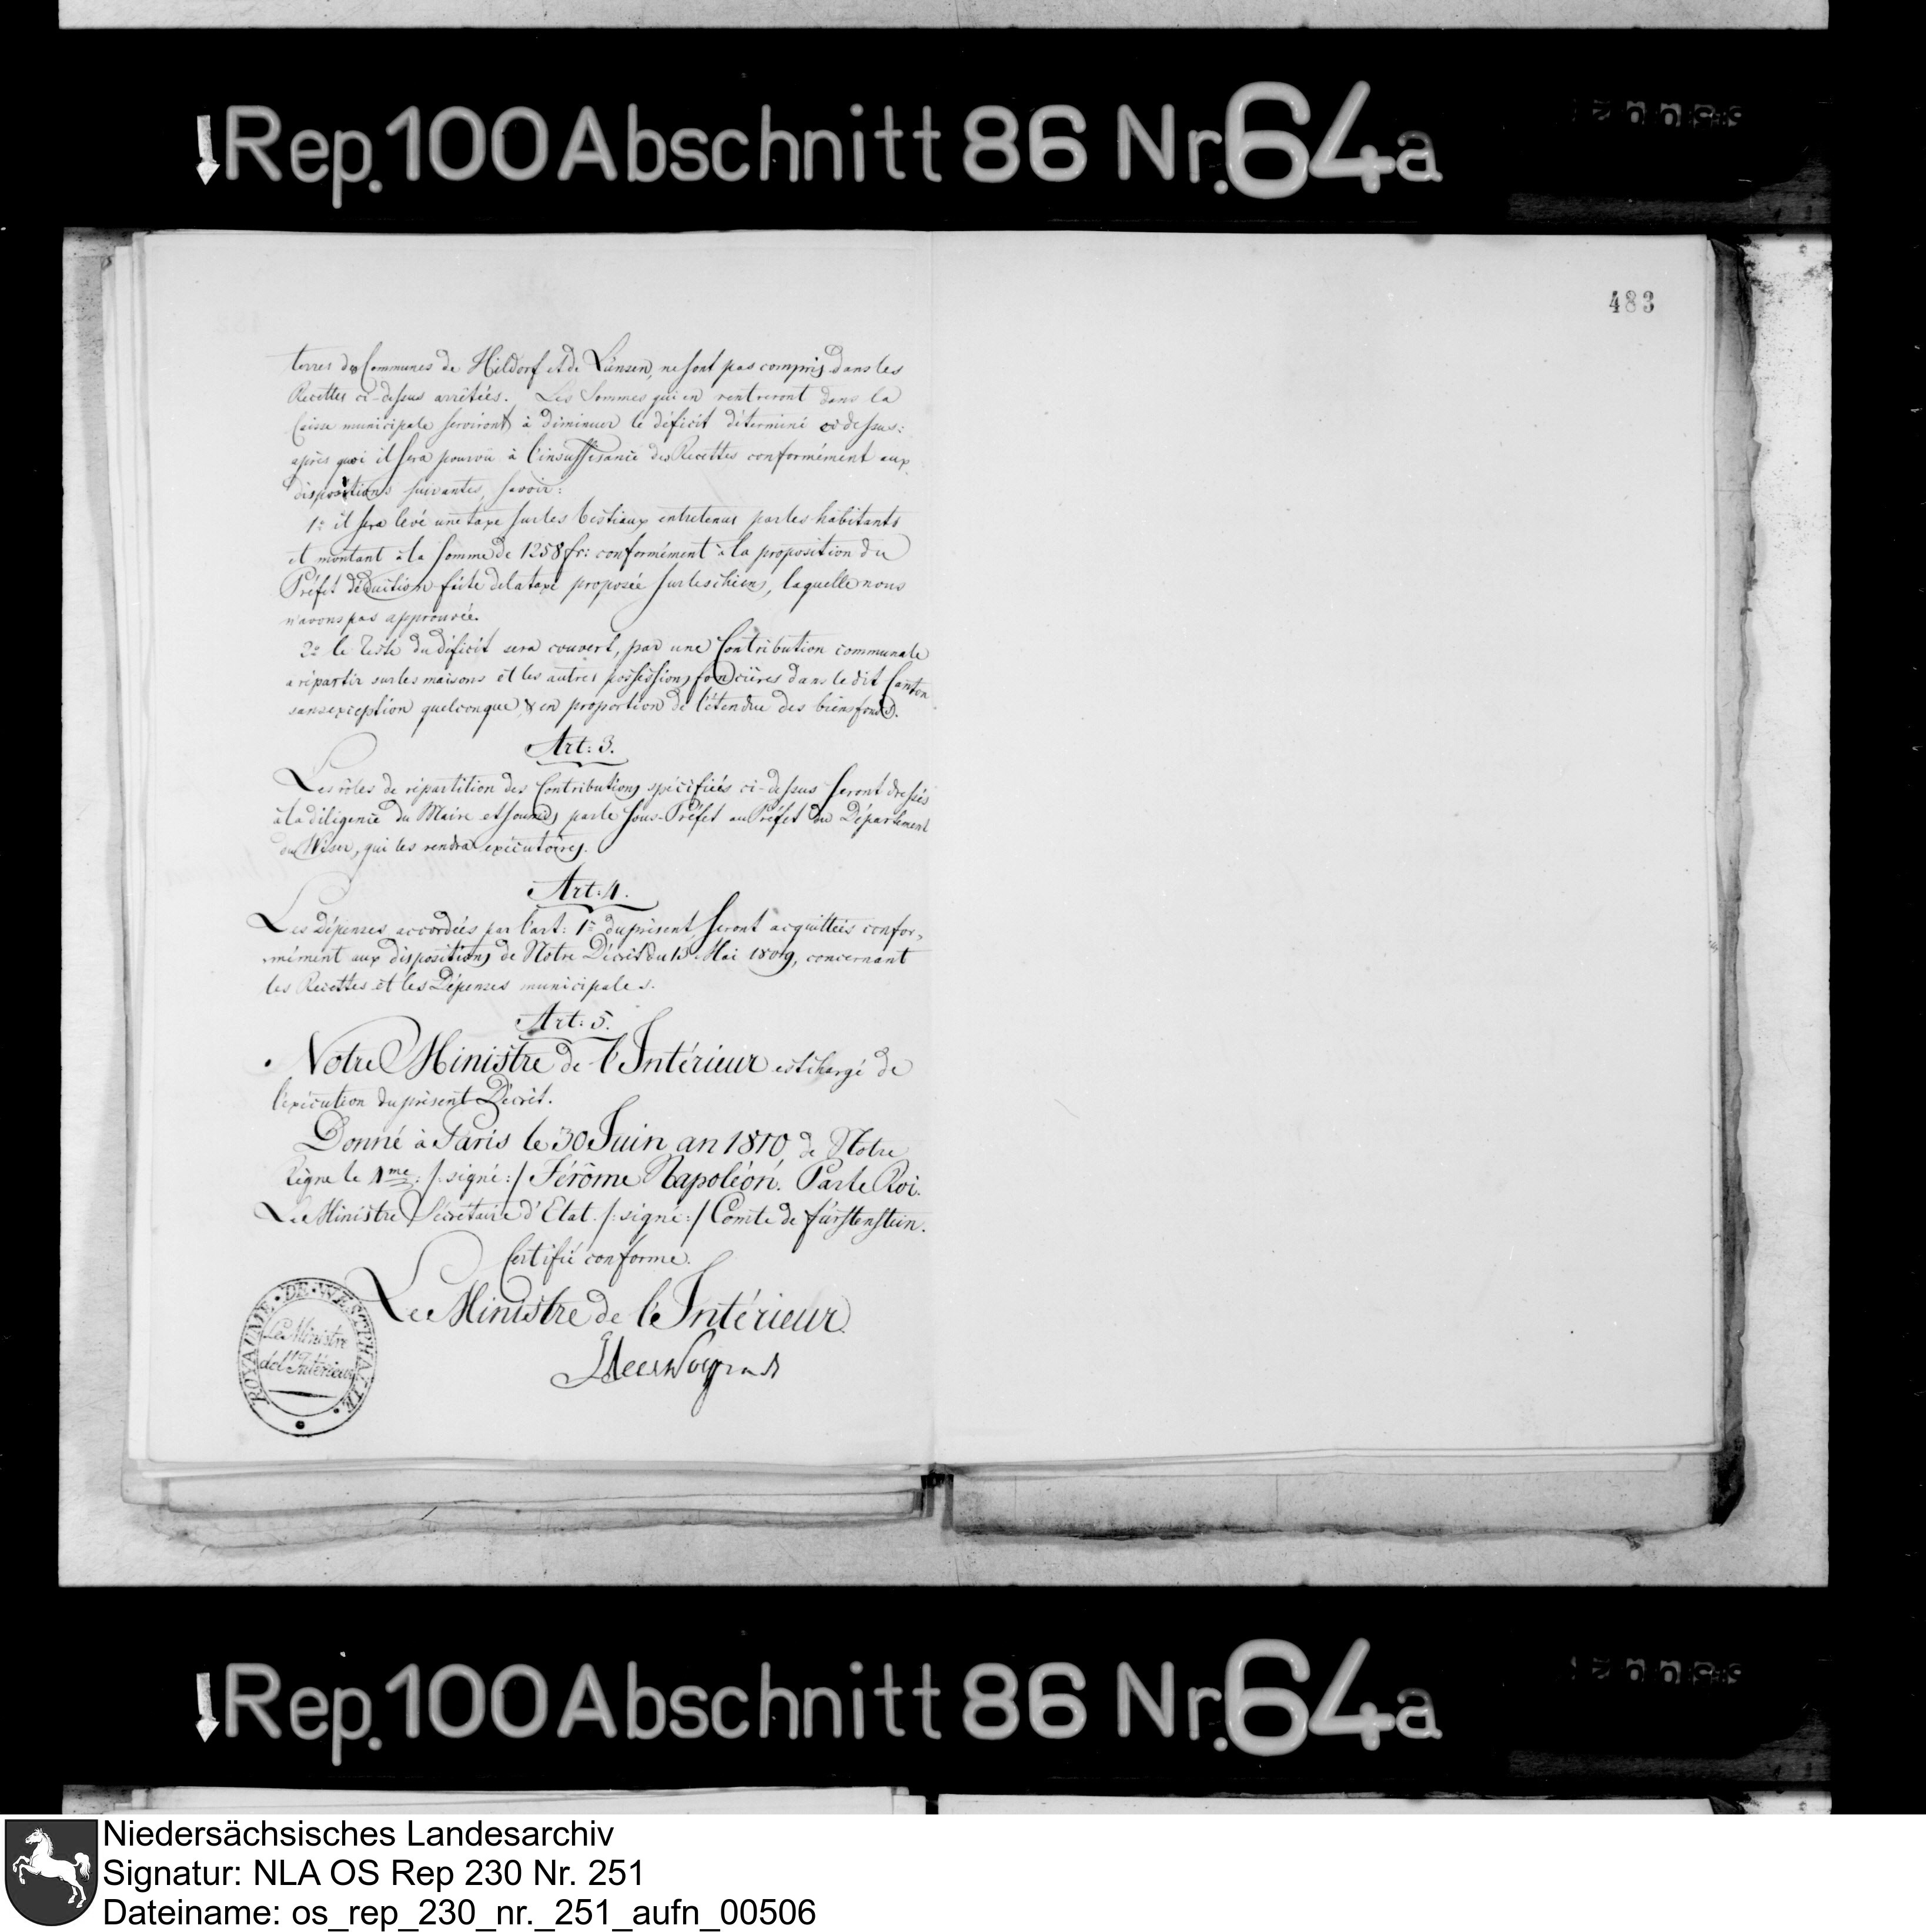 Rep. 100 Abschnitt 86 Nr. 64a
483
terres des Communes de Hildorf et de Lünsen, ne sont pas compris dans les
Recettes ci-dessus arrêtées. Les Sommes qui en rentreront dans la
Caisse municipale serviront à diminuer le déficit déterminé ci dessus:
après quoi il sera pourvu à l'insuffisance des Recettes conformément aux
dispositions suivantes, savoir:
1º il sera levé une taxe sur les bestiaux entretenus par les habitants
et montant à la somme de 1258 fr: conformément à la proposition du
Préfet déduction faite de la taxe proposée sur les chiens, laquelle nous
n'avons pas approuvée.
2º le reste du déficit sera couvert, par une Contribution communale
a répartir sur les maisons et les autres possessions foncières dans le dit Canton
sans exception quelconque & en proportion de l'étendue des biens fonds.
Art: 3.
Les rôles de répartition des Contributions spécifiées ci-dessus seront dressés
à la diligence du Maire et soumis par le Sous-Préfet au Préfet du Département
du Weser, qui les rendra exécutoires.
Art: 4.
Les Dépenses accordées par l'art: 1er du présent, seront acquittées confor-
mément aux dispositions de Notre Décret du 15 Mai 1809, concernant
les Recettes et les Dépenses municipales.
Art: 5.
Notre Ministre de l'Intérieur est chargé de
l'exécution du présent Décret.
Donné à Paris le 30 Juin an 1810, de Notre
Règne le 4me: /: signé :/ Jérôme Napoléon. Par le Roi.
Le Ministre Sécrétaire d'Etat. /: signé :/ Comte de fürstenstein.
Certifié conforme.
Le Ministre de l'Intérieur
ROYAUME · DE · WESTPHALIE ·
Le Ministre
de l'Intérieur
Rep. 100 Abschnitt 86 Nr. 64a
Niedersächsisches Landesarchiv
Signatur: NLA OS Rep 230 Nr. 251
Dateiname: os_rep_230_nr._251_aufn_00506